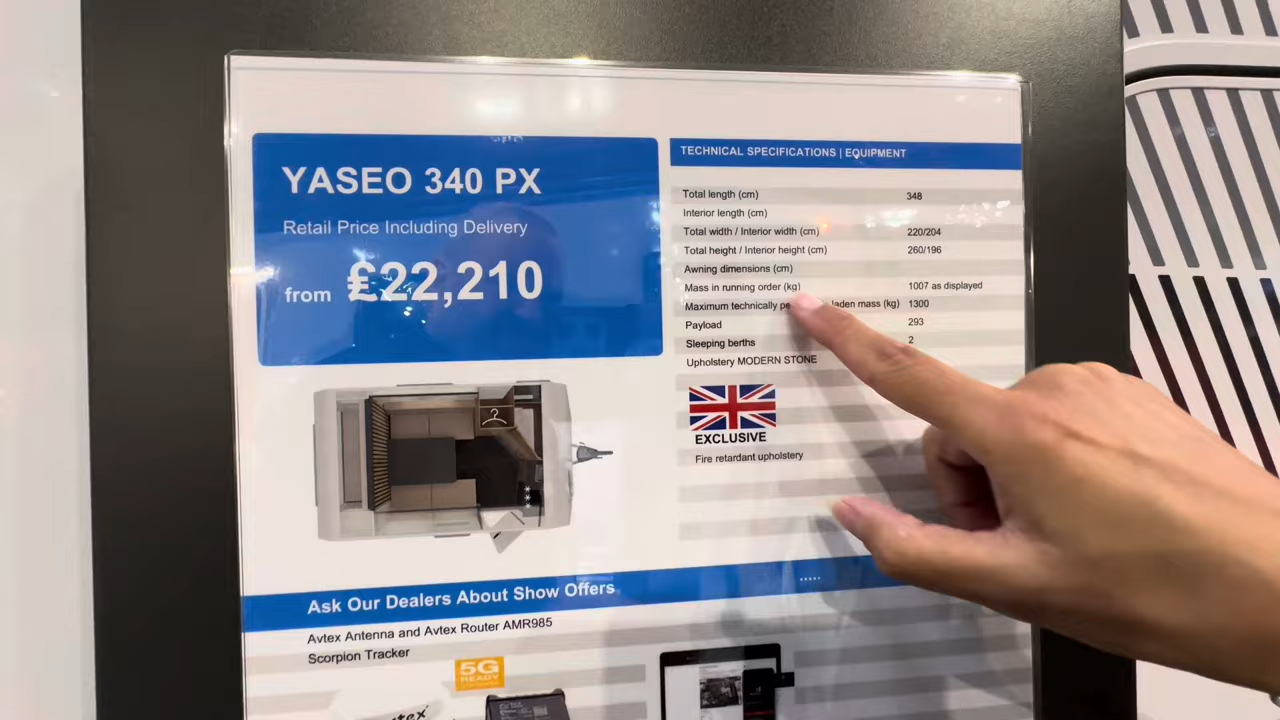 YASEO 340 PX
Retail Price Including Delivery
from £22,210
TECHNICAL SPECIFICATIONS | EQUIPMENT
Total length (cm) 348
Interior length (cm)
Total width / Interior width (cm) 220/204
Total height / Interior height (cm) 260/196
Awning dimensions (cm)
Mass in running order (kg) 1007 as displayed
Maximum technically laden mass (kg) 1300
Payload 293
Sleeping berths 2
Upholstery MODERN STONE
EXCLUSIVE
Fire retardant upholstery
Ask Our Dealers About Show Offers
Avtex Antenna and Avtex Router AMR985
Scorpion Tracker
5G
READY